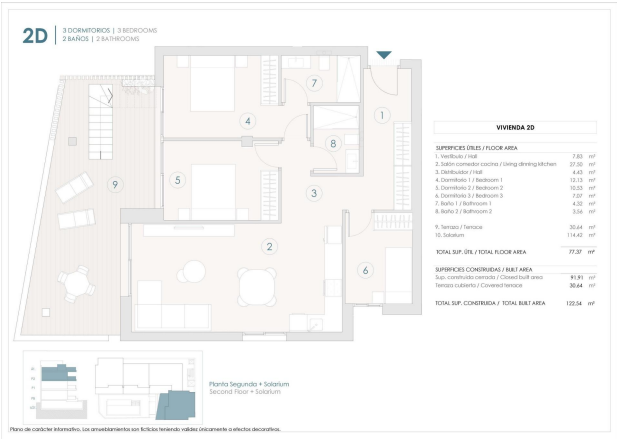 2D
3 DORMITORIOS | 3 BEDROOMS
2 BAÑOS | 2 BATHROOMS
7
4
1
8
5
9
3
2
6
VIVIENDA 2D
SUPERFICIES ÚTILES / FLOOR AREA
1. Vestíbulo / Hall 7,83 m²
2. Salón comedor cocina / Living dinning kitchen 27,50 m²
3. Distribuidor / Hall 4,43 m²
4. Dormitorio 1 / Bedroom 1 12,13 m²
5. Dormitorio 2 / Bedroom 2 10,53 m²
6. Dormitorio 3 / Bedroom 3 7,07 m²
7. Baño 1 / Bathroom 1 4,32 m²
8. Baño 2 / Bathroom 2 3,56 m²
9. Terraza / Terrace 30,64 m²
10. Solarium 114,42 m²
TOTAL SUP. ÚTIL / TOTAL FLOOR AREA 77,37 m²
SUPERFICIES CONSTRUIDAS / BUILT AREA
Sup. construida cerrada / Closed built area 91,91 m²
Terraza cubierta / Covered terrace 30,64 m²
TOTAL SUP. CONSTRUIDA / TOTAL BUILT AREA 122,54 m²
Planta Segunda + Solarium
Second Floor + Solarium
Plano de carácter informativo. Los amueblamientos son ficticios teniendo validez únicamente a efectos decorativos.